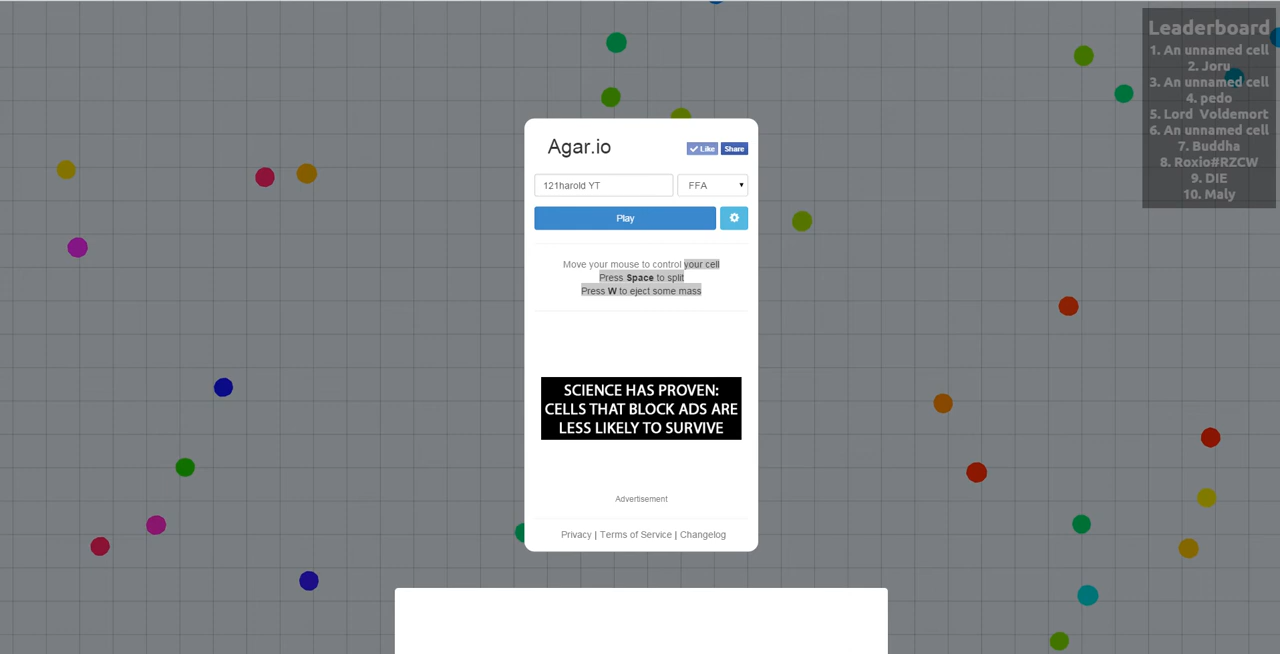 Agar.io
Like
Share
121harold YT
FFA
Play
Move your mouse to control your cell
Press Space to split
Press W to eject some mass
SCIENCE HAS PROVEN:
CELLS THAT BLOCK ADS ARE
LESS LIKELY TO SURVIVE
Advertisement
Privacy | Terms of Service | Changelog
Leaderboard
1. An unnamed cell
2. Joru
3. An unnamed cell
4. pedo
5. Lord Voldemort
6. An unnamed cell
7. Buddha
8. Roxio#RZCW
9. DIE
10. Maly